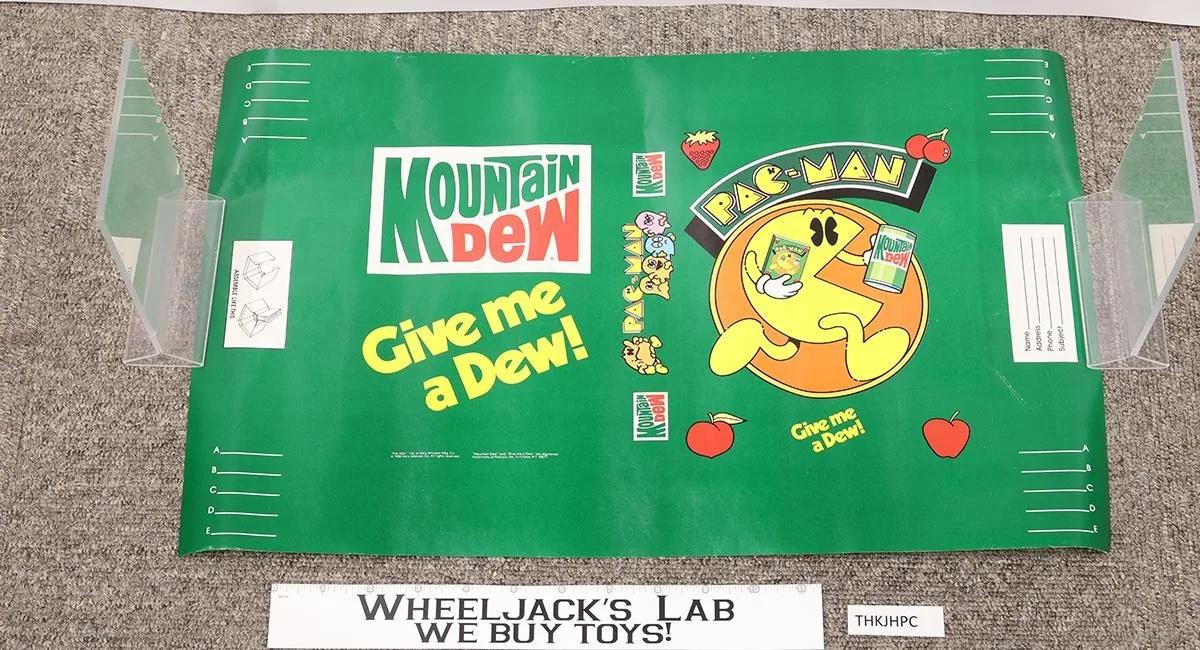 E
D
C
B
A
E
D
C
B
A
MOUNTAIN
DEW
Give me
a Dew!
ASSEMBLE LIKE THIS
MOUNTAIN
DEW
PAC-MAN
MOUNTAIN
DEW
PAC-MAN
PAC-MAN
MOUNTAIN
DEW
Give me
a Dew!
Name
Address
Phone
Subject
A
B
C
D
E
A
B
C
D
E
WHEELJACK'S LAB
WE BUY TOYS!
THKJHPC